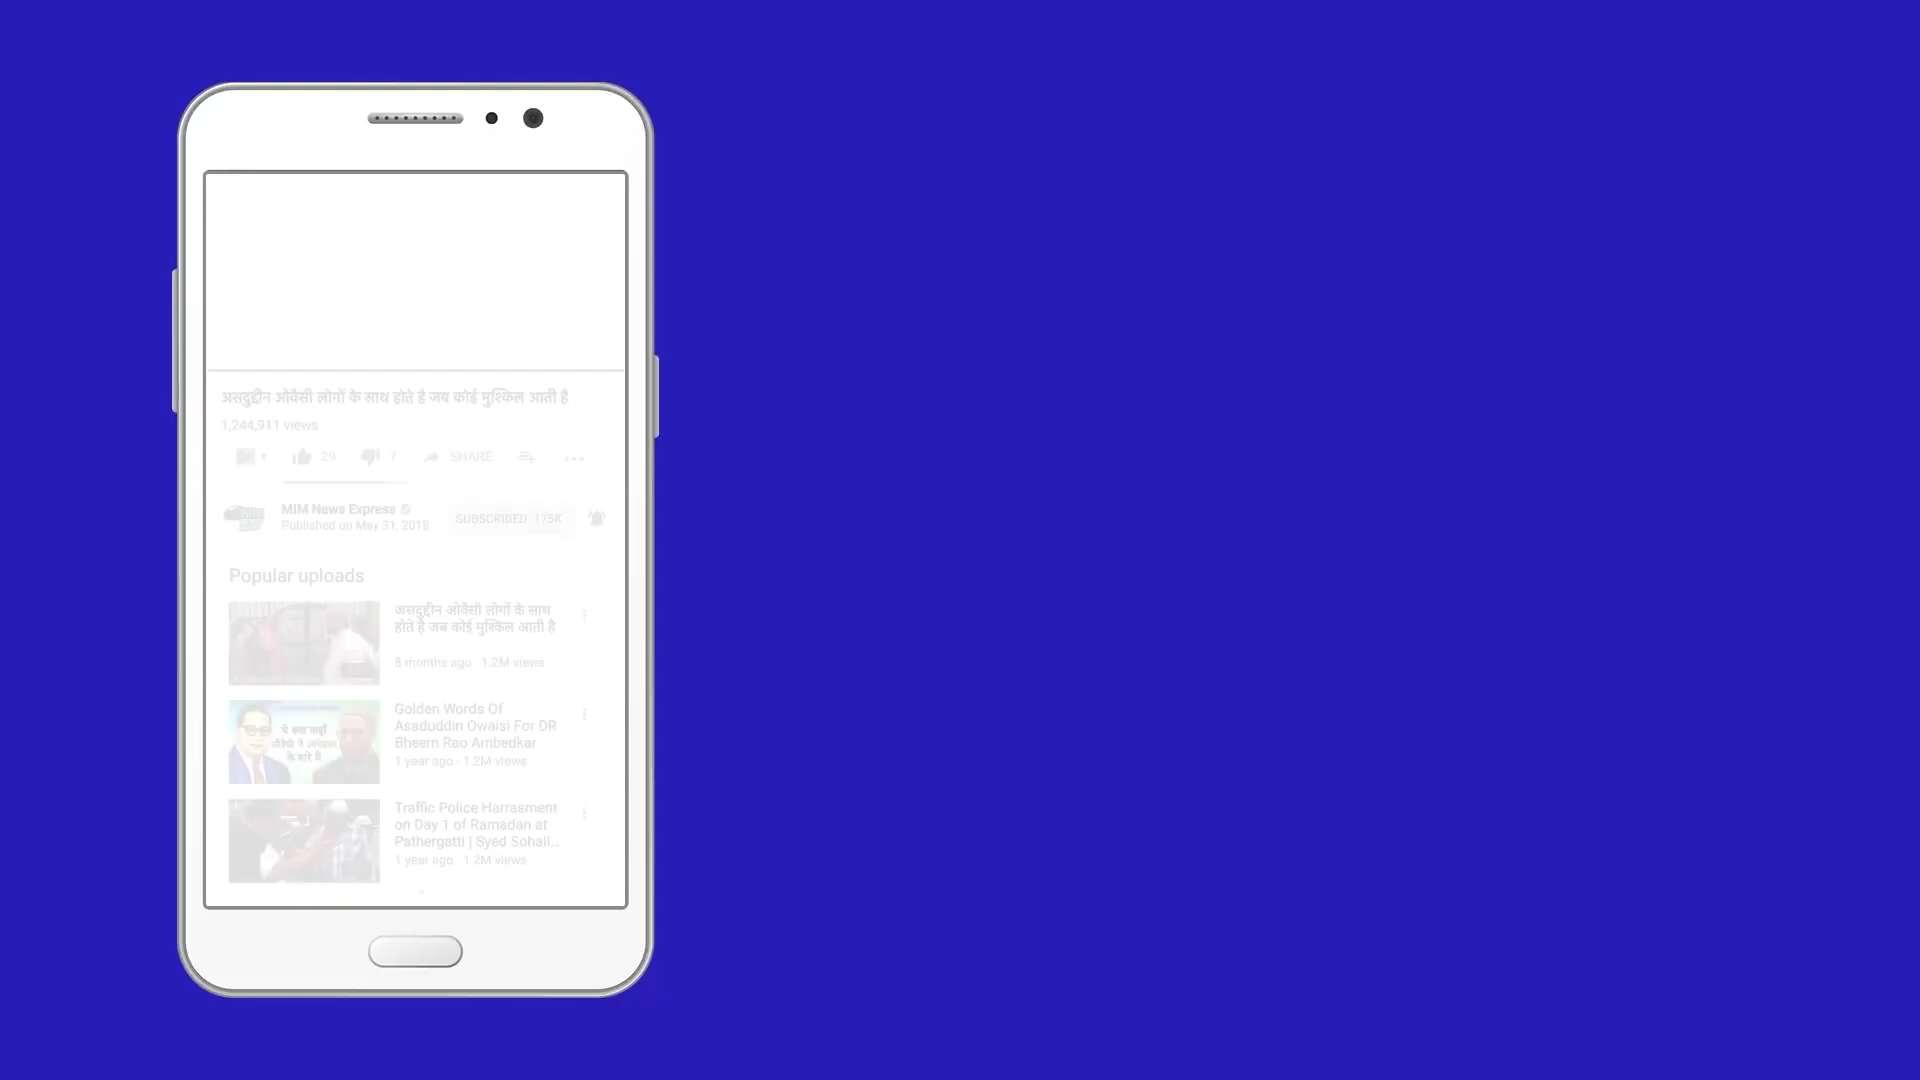 असदुद्दीन ओवैसी लोगों के साथ होते है जब कोई मुश्किल आती है
1,244,911 views
29 7 SHARE
MIM News Express
Published on May 31, 2018
SUBSCRIBED 175K
Popular uploads
असदुद्दीन ओवैसी लोगों के साथ
होते है जब कोई मुश्किल आती है
8 months ago · 1.2M views
Golden Words Of
Asaduddin Owaisi For DR
Bheem Rao Ambedkar
1 year ago · 1.2M views
के बारे में
Traffic Police Harrasment
on Day 1 of Ramadan at
Pathergatti | Syed Sohail...
1 year ago · 1.2M views